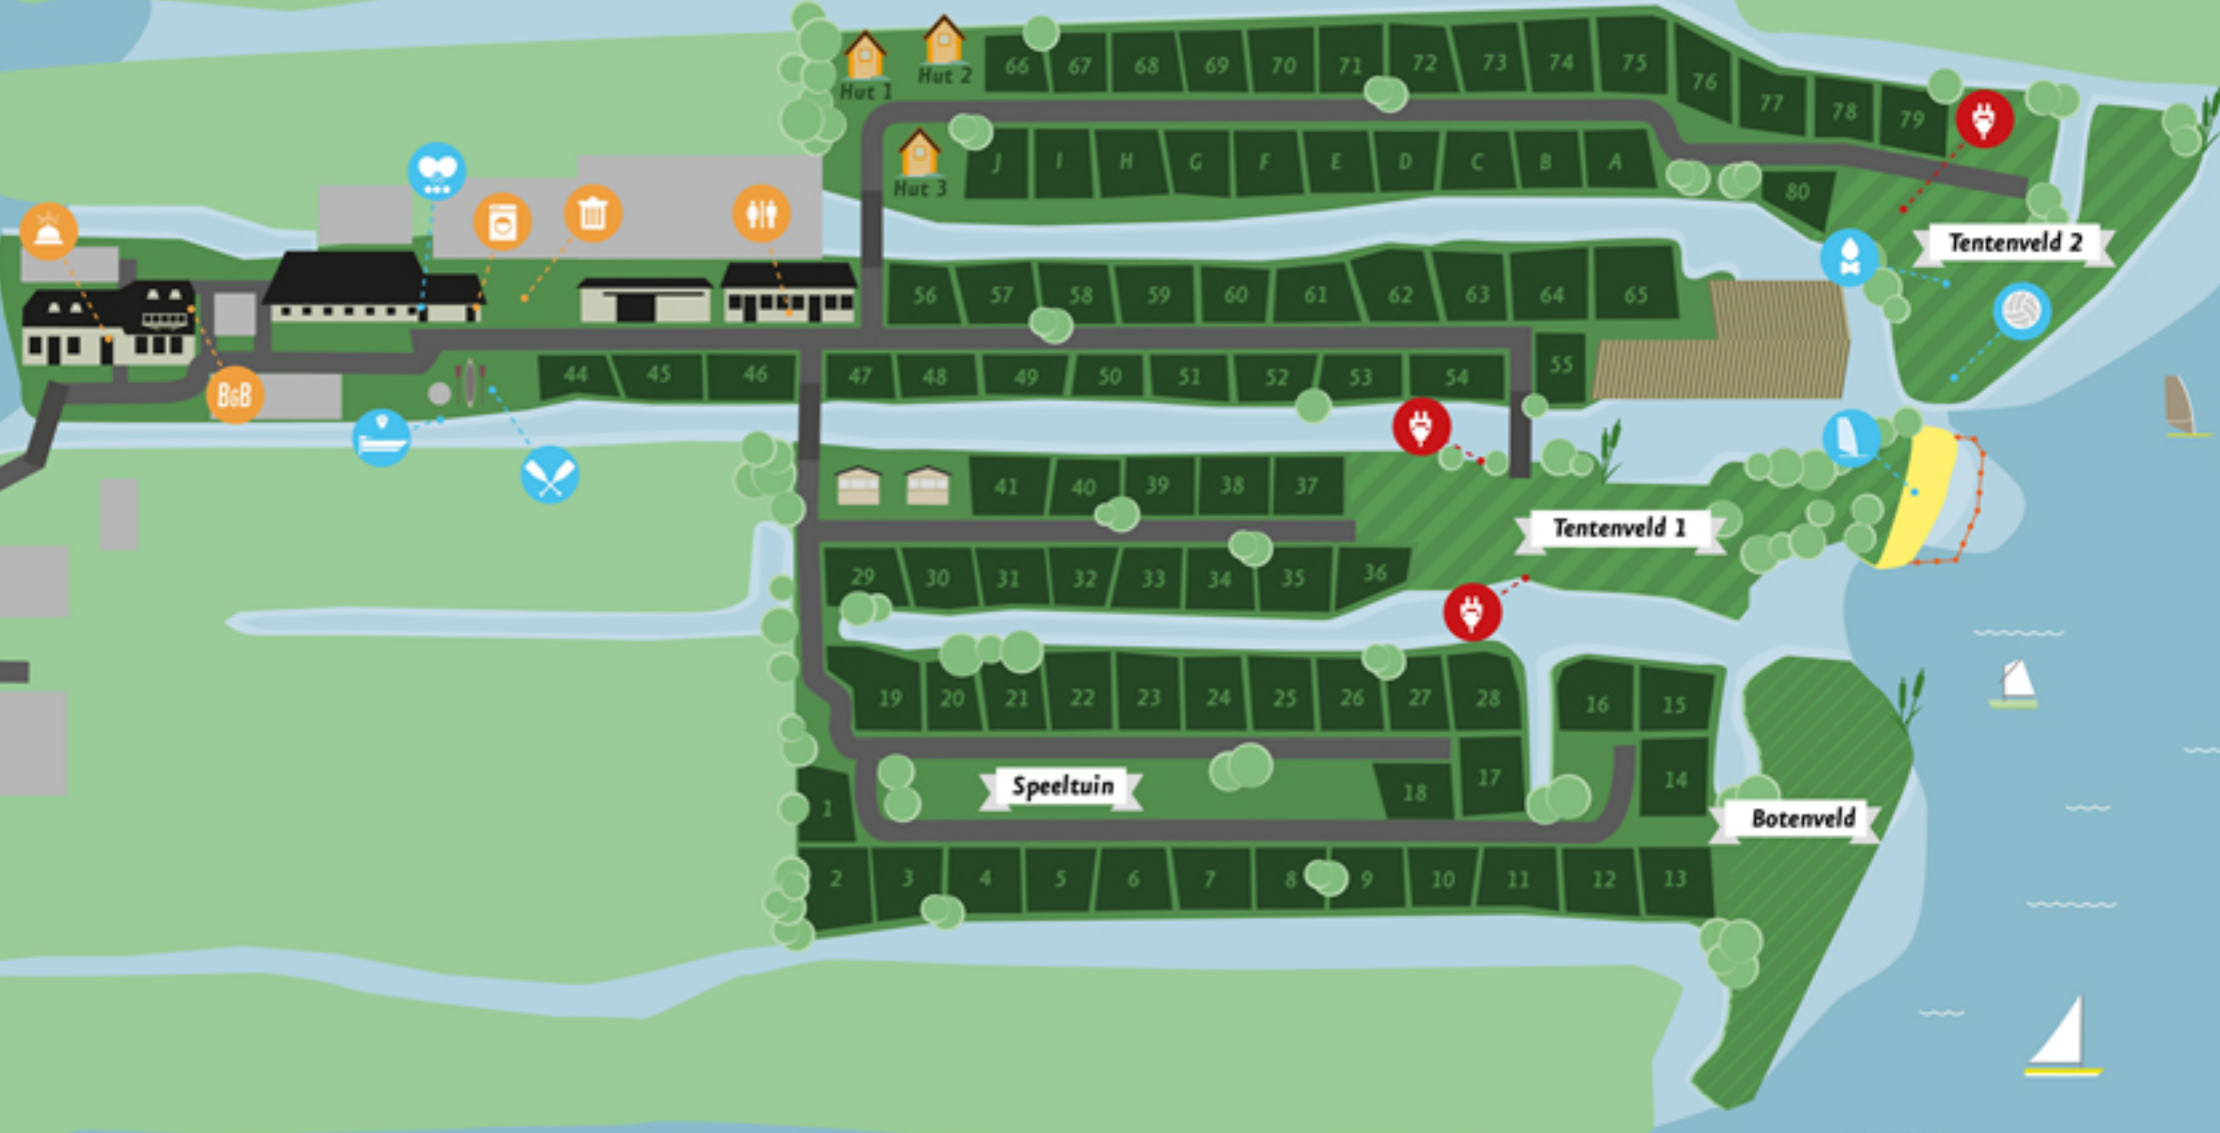 Hut 1
Hut 2
66 67 68 69 70 71 72 73 74 75 76 77 78 79
Hut 3
J I H G F E D C B A
80
Tentenveld 2
56 57 58 59 60 61 62 63 64 65
44 45 46 47 48 49 50 51 52 53 54 55
B&B
41 40 39 38 37
Tentenveld 1
29 30 31 32 33 34 35 36
19 20 21 22 23 24 25 26 27 28 16 15
Speeltuin
18 17 14
1
Botenveld
2 3 4 5 6 7 8 9 10 11 12 13